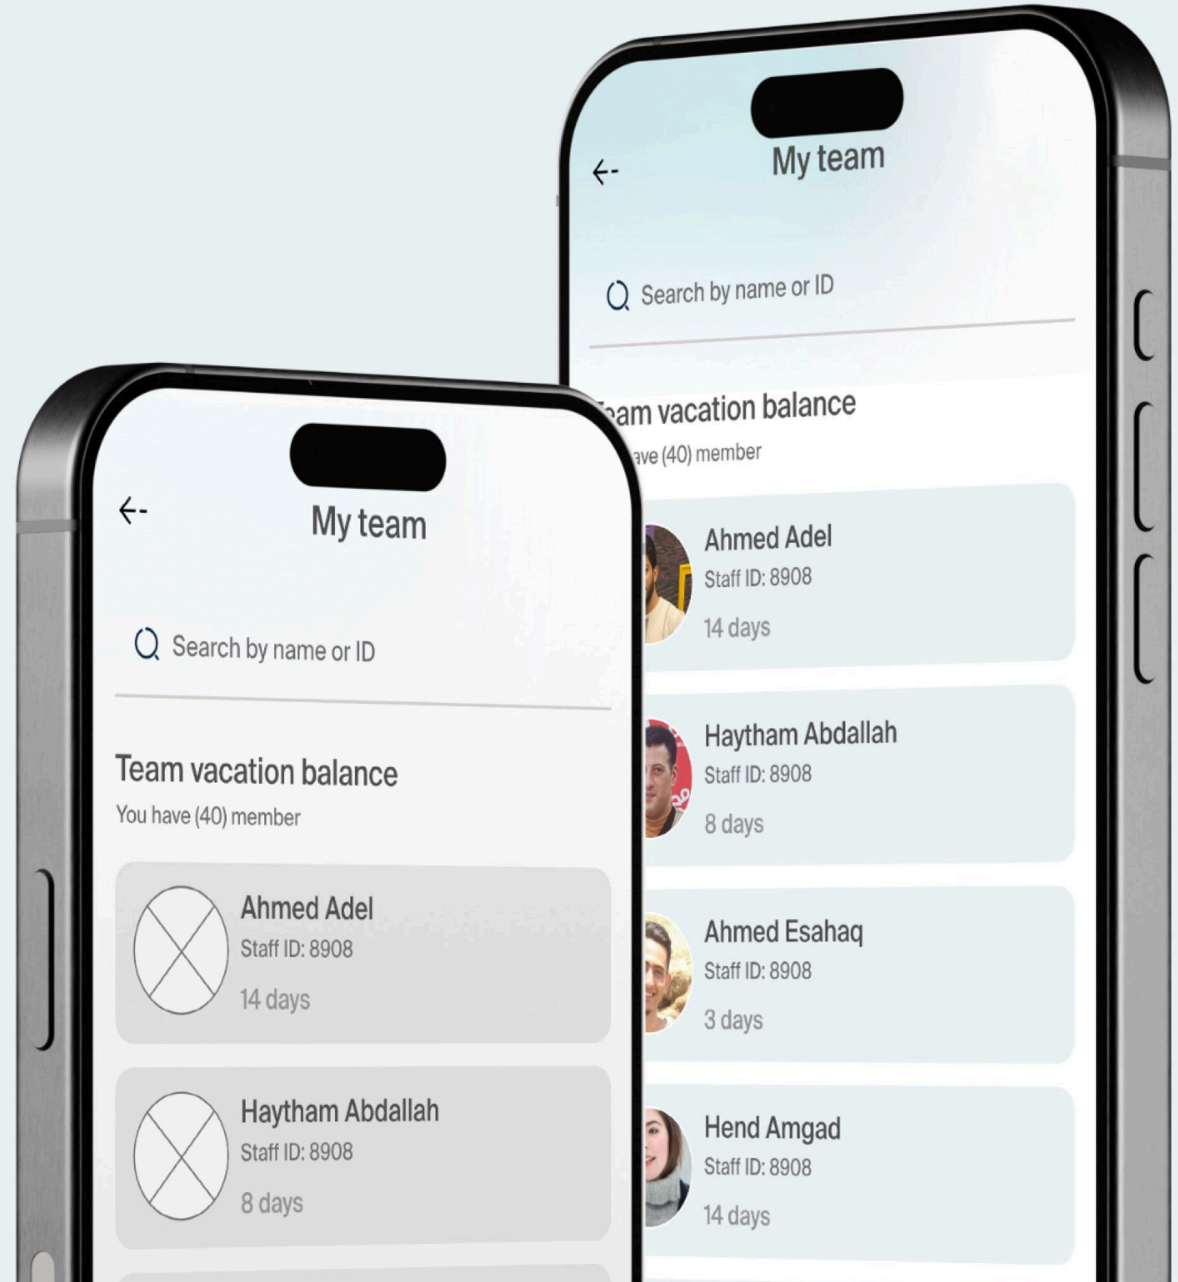 My team
Search by name or ID
Team vacation balance
You have (40) member
Ahmed Adel
Staff ID: 8908
14 days
Haytham Abdallah
Staff ID: 8908
8 days
My team
Search by name or ID
vacation balance
(40) member
Ahmed Adel
Staff ID: 8908
14 days
Haytham Abdallah
Staff ID: 8908
8 days
Ahmed Esahaq
Staff ID: 8908
3 days
Hend Amgad
Staff ID: 8908
14 days